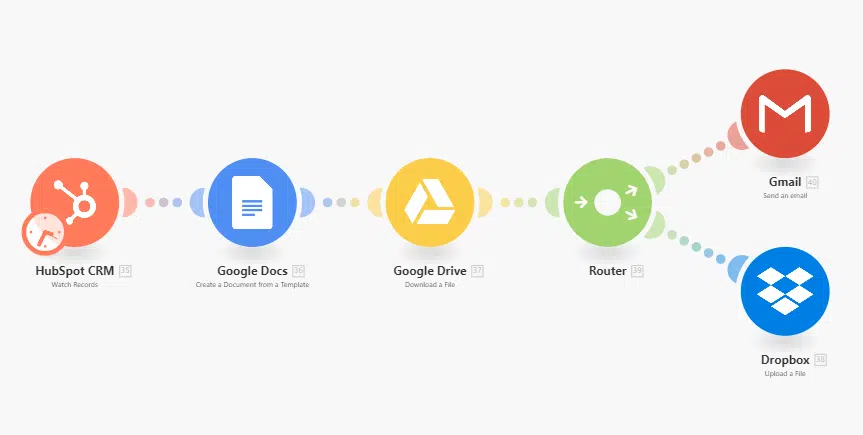 HubSpot CRM 35
Watch Records
Google Docs 36
Create a Document from a Template
Google Drive 37
Download a File
Router 39
Gmail 40
Send an email
Dropbox 38
Upload a File